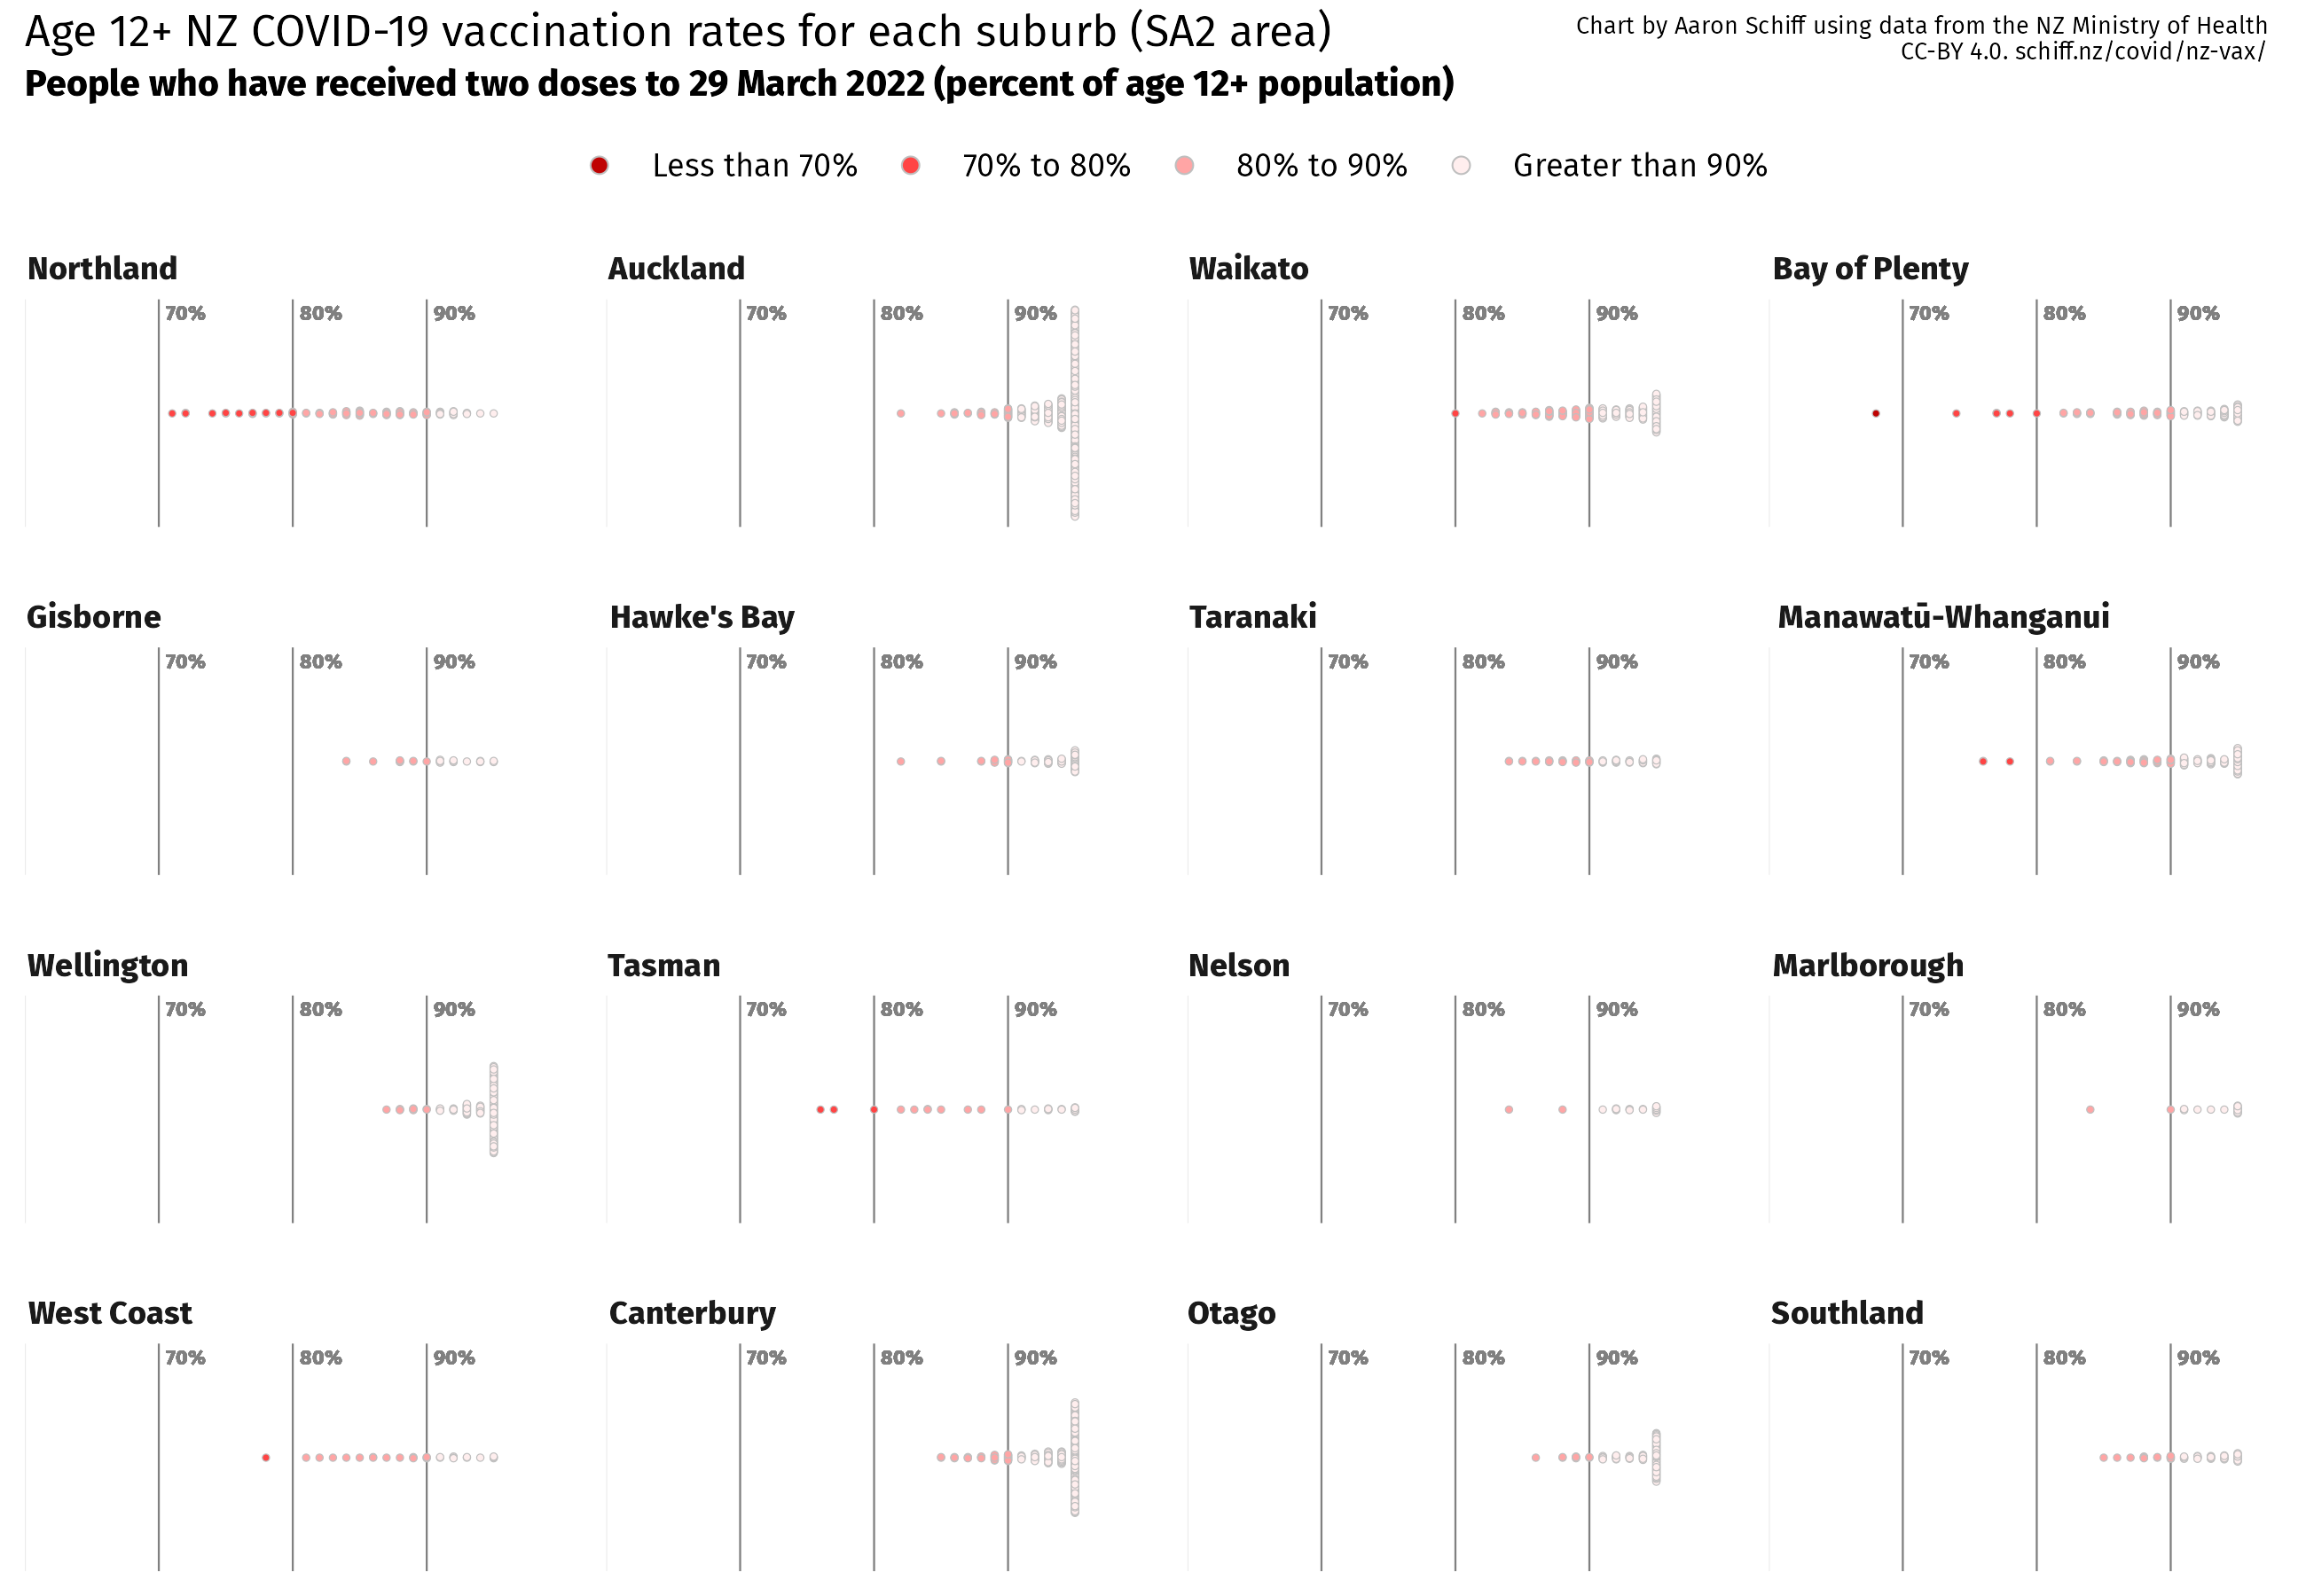 Age 12+ NZ COVID-19 vaccination rates for each suburb (SA2 area)
People who have received two doses to 29 March 2022 (percent of age 12+ population)
Chart by Aaron Schiff using data from the NZ Ministry of Health
CC-BY 4.0. schiff.nz/covid/nz-vax/
Less than 70% 70% to 80% 80% to 90% Greater than 90%
Northland Auckland Waikato Bay of Plenty
70% 80% 90% 70% 80% 90% 70% 80% 90% 70% 80% 90%
Gisborne Hawke's Bay Taranaki Manawatū-Whanganui
70% 80% 90% 70% 80% 90% 70% 80% 90% 70% 80% 90%
Wellington Tasman Nelson Marlborough
70% 80% 90% 70% 80% 90% 70% 80% 90% 70% 80% 90%
West Coast Canterbury Otago Southland
70% 80% 90% 70% 80% 90% 70% 80% 90% 70% 80% 90%